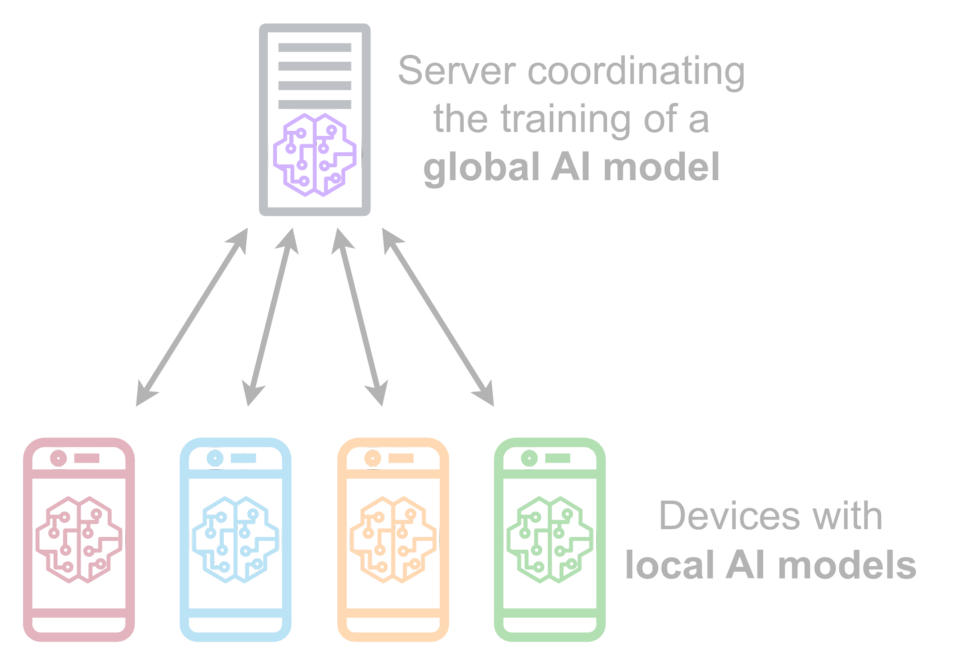 Server coordinating
the training of a
global AI model
Devices with
local AI models